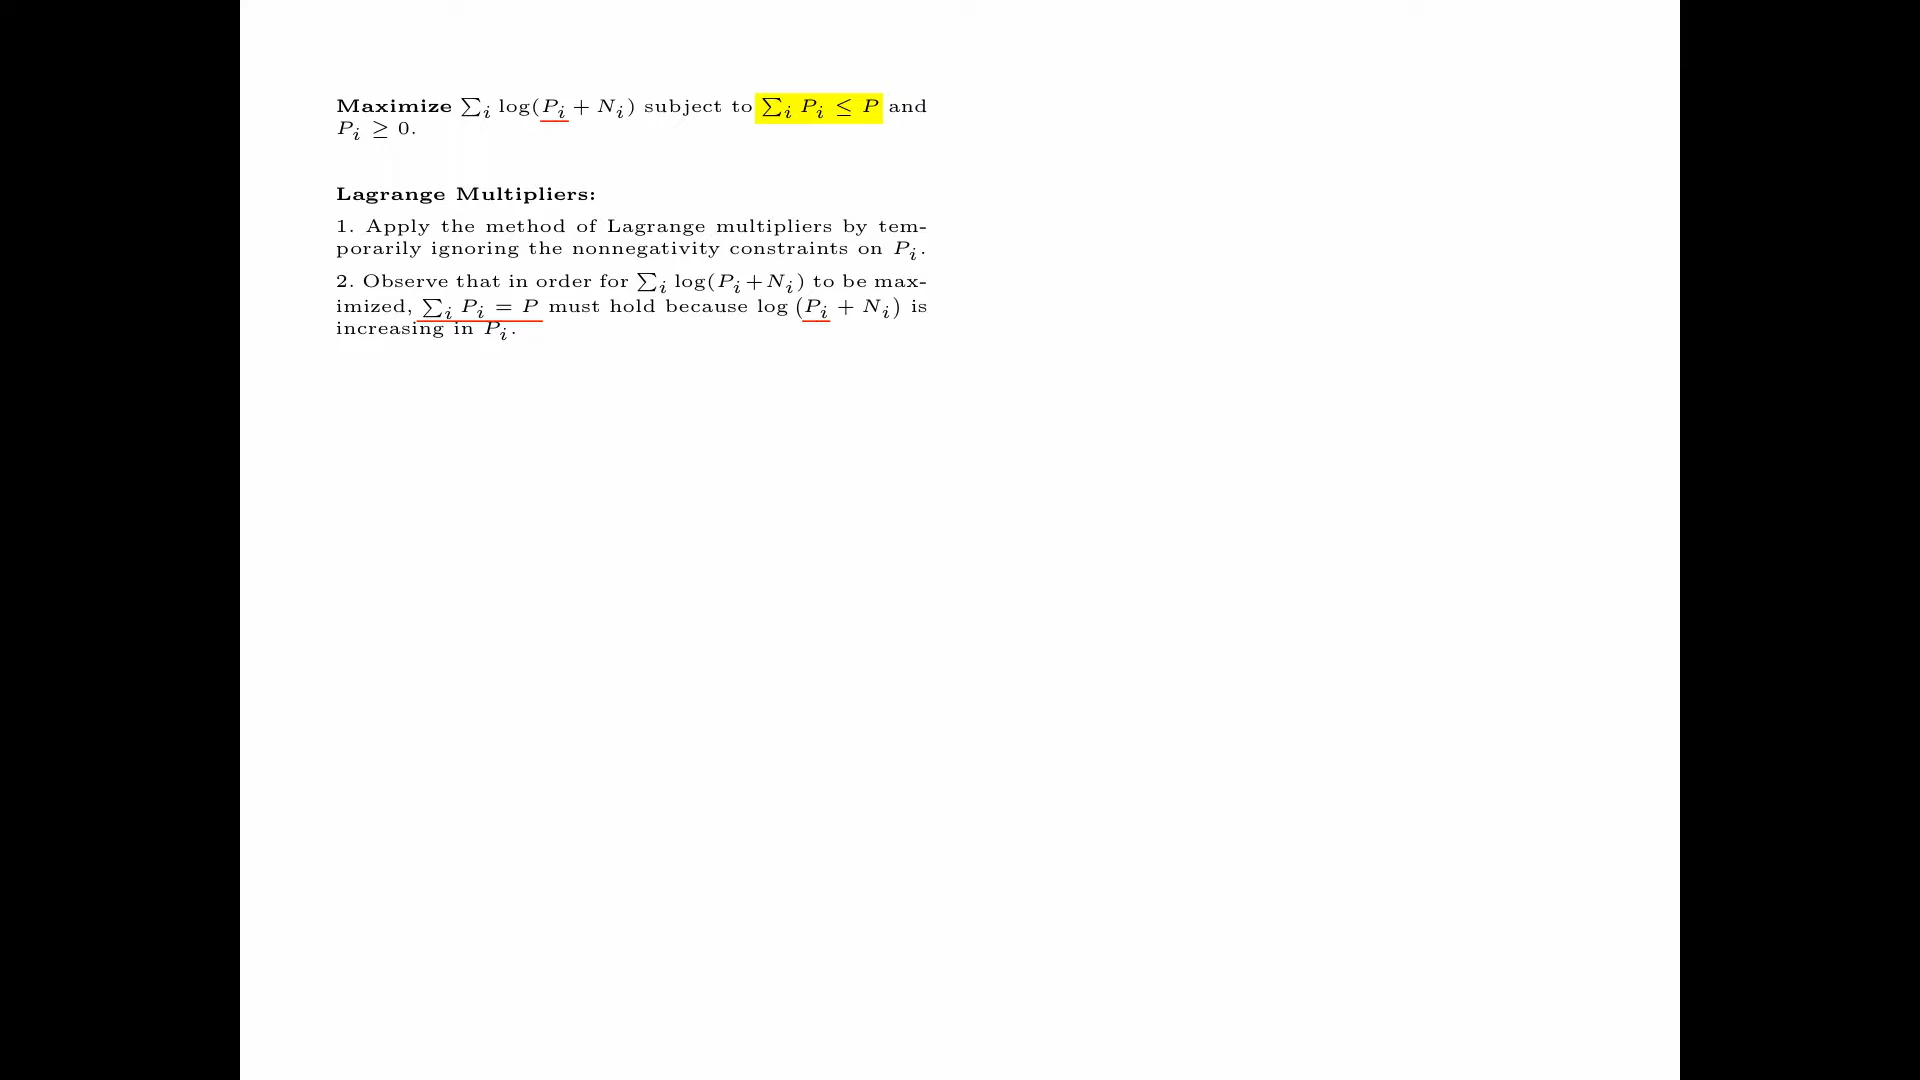 Maximize ∑_i log(P_i + N_i) subject to ∑_i P_i ≤ P and
P_i ≥ 0.
Lagrange Multipliers:
1. Apply the method of Lagrange multipliers by tem-
porarily ignoring the nonnegativity constraints on P_i.
2. Observe that in order for ∑_i log(P_i + N_i) to be max-
imized, ∑_i P_i = P must hold because log (P_i + N_i) is
increasing in P_i.